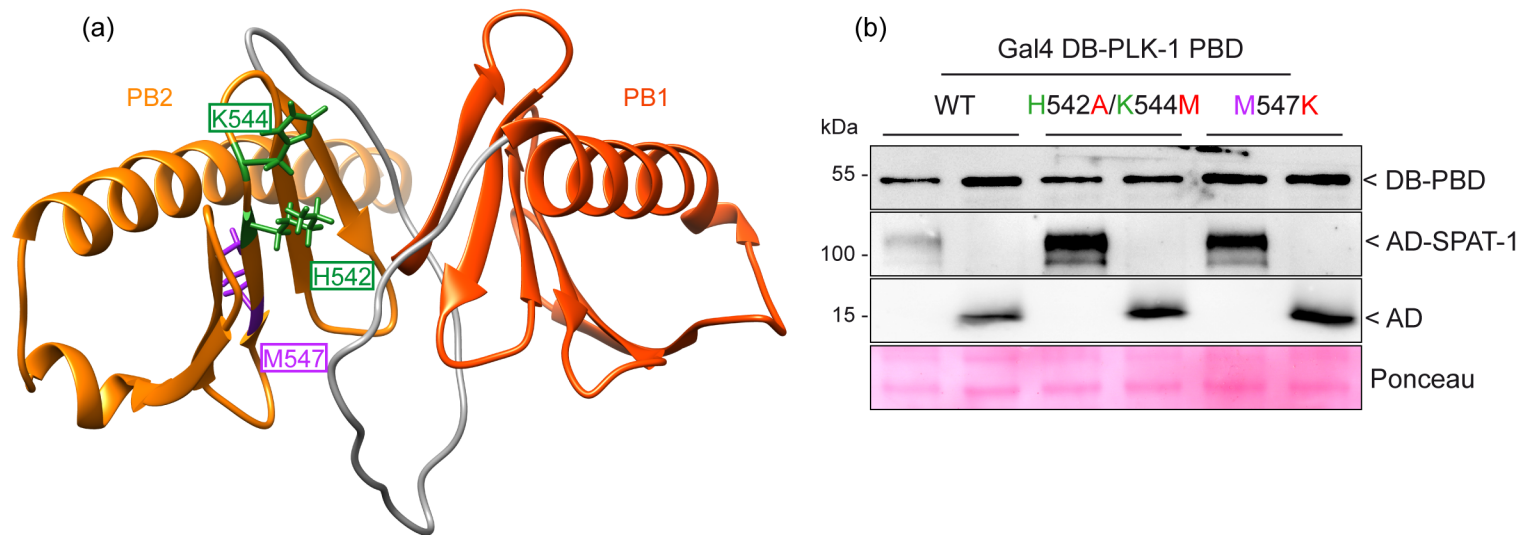 (a)
PB2
PB1
K544
H542
M547
(b)
Gal4 DB-PLK-1 PBD
WT H542A/K544M M547K
kDa
55 - < DB-PBD
100 - < AD-SPAT-1
15 - < AD
Ponceau